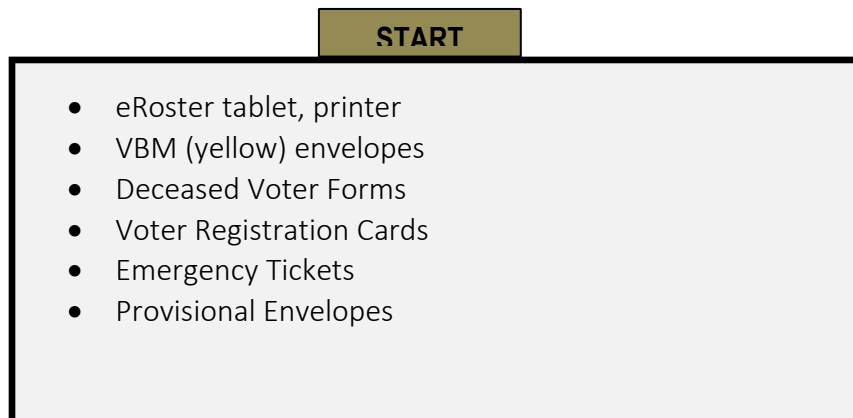 START
• eRoster tablet, printer
• VBM (yellow) envelopes
• Deceased Voter Forms
• Voter Registration Cards
• Emergency Tickets
• Provisional Envelopes